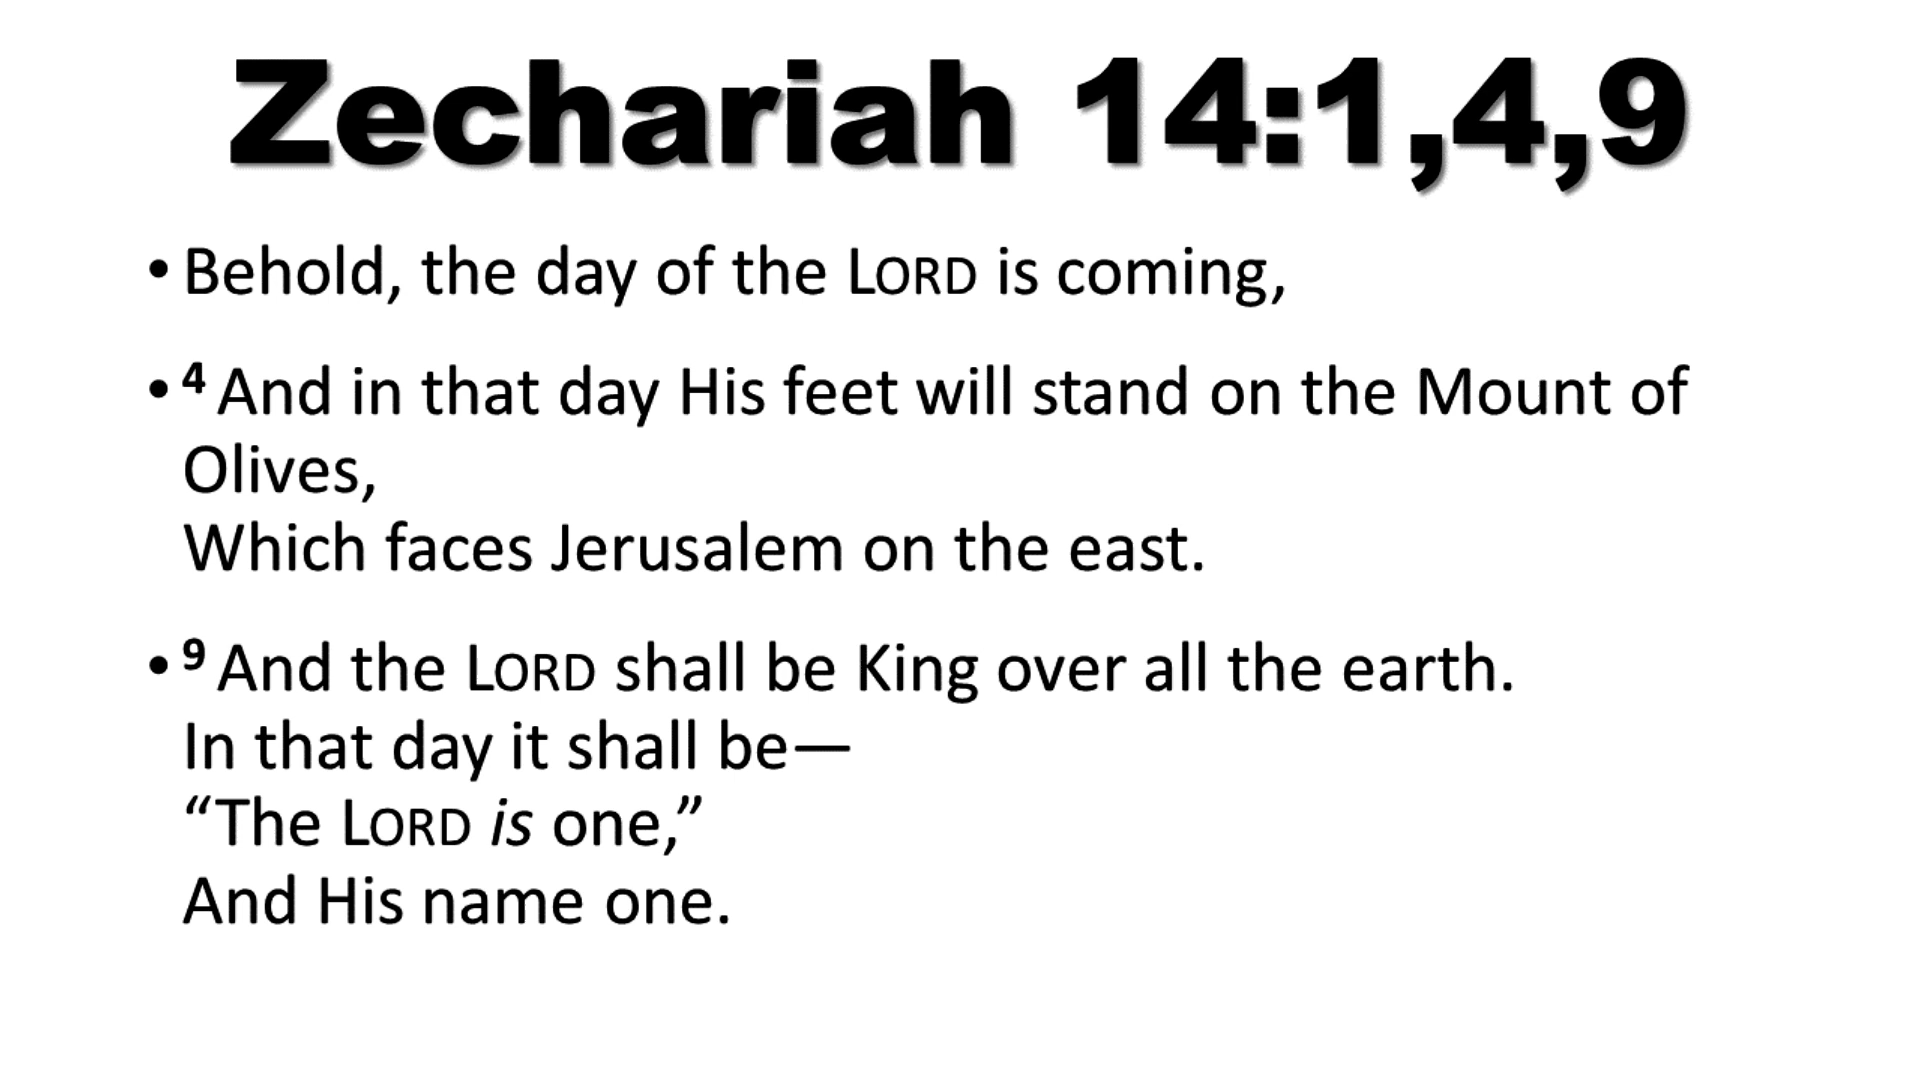 Zechariah 14:1,4,9
• Behold, the day of the LORD is coming,
• 4 And in that day His feet will stand on the Mount of
Olives,
Which faces Jerusalem on the east.
• 9 And the LORD shall be King over all the earth.
In that day it shall be—
“The LORD is one,”
And His name one.